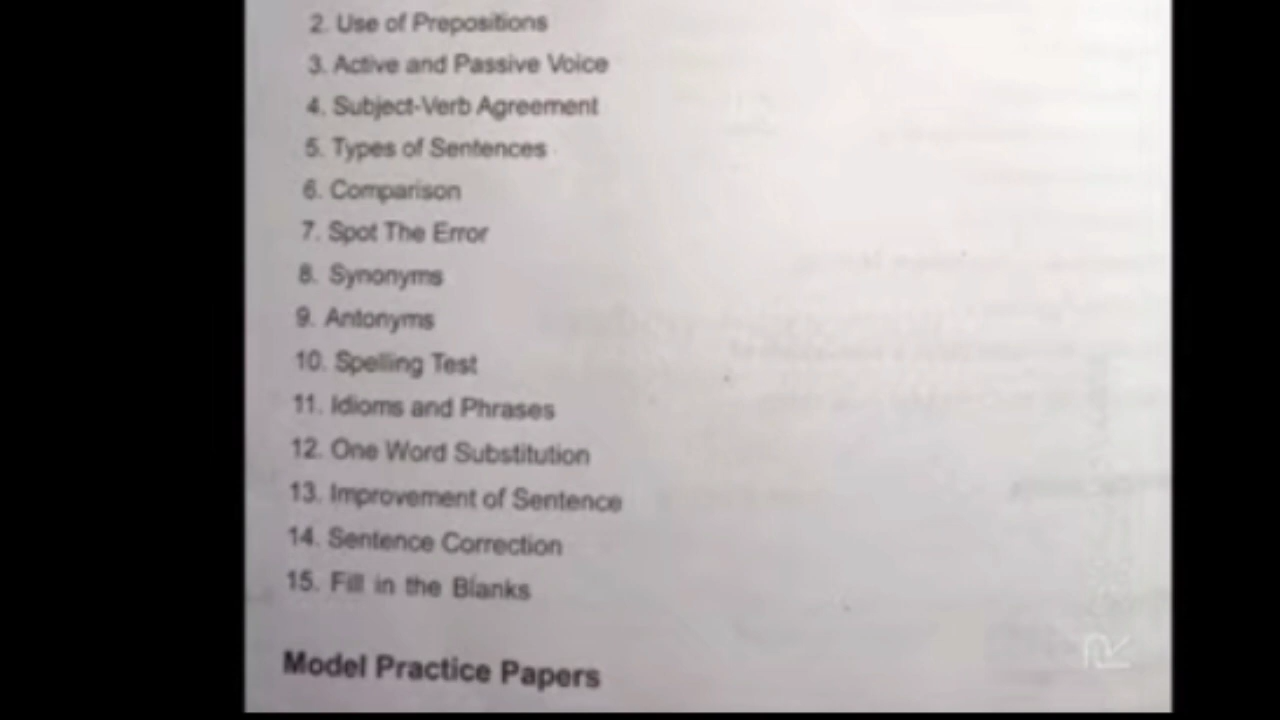 2. Use of Prepositions
3. Active and Passive Voice
4. Subject-Verb Agreement
5. Types of Sentences
6. Comparison
7. Spot The Error
8. Synonyms
9. Antonyms
10. Spelling Test
11. Idioms and Phrases
12. One Word Substitution
13. Improvement of Sentence
14. Sentence Correction
15. Fill in the Blanks
Model Practice Papers